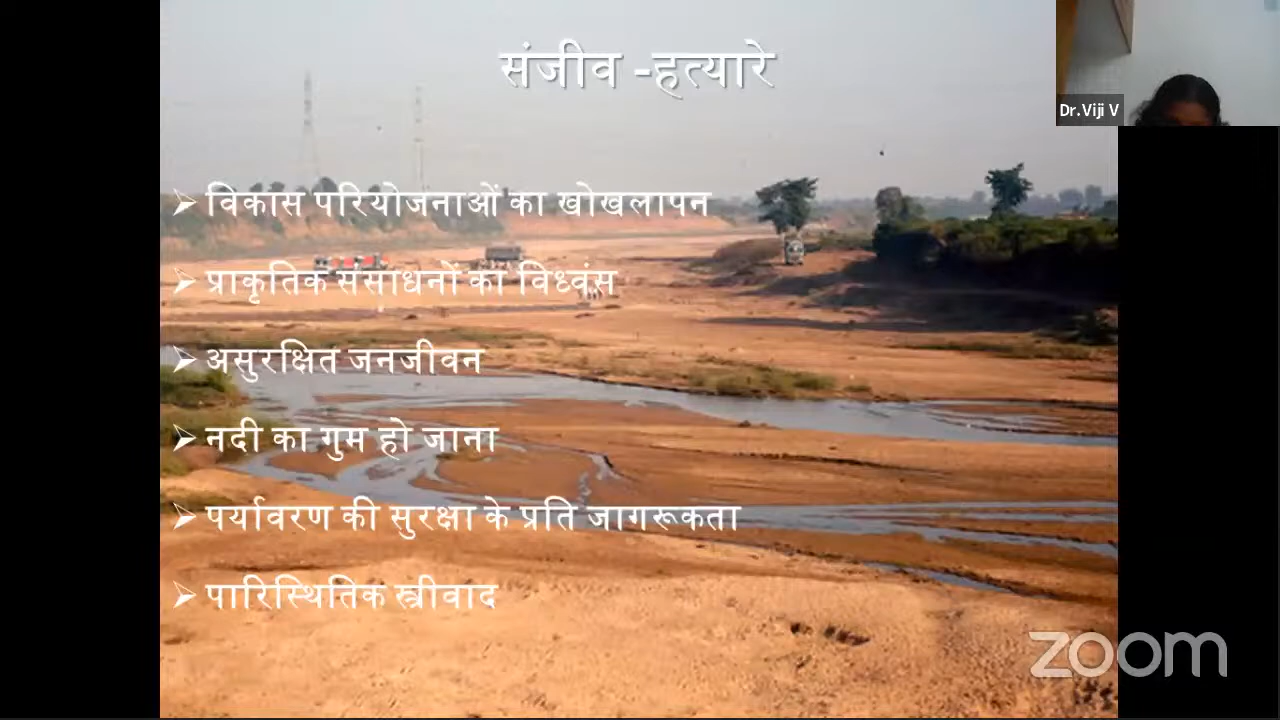 संजीव -हत्यारे
Dr.Viji V
विकास परियोजनाओं का खोखलापन
प्राकृतिक संसाधनों का विध्वंस
असुरक्षित जनजीवन
नदी का गुम हो जाना
पर्यावरण की सुरक्षा के प्रति जागरूकता
पारिस्थितिक स्त्रीवाद
zoom